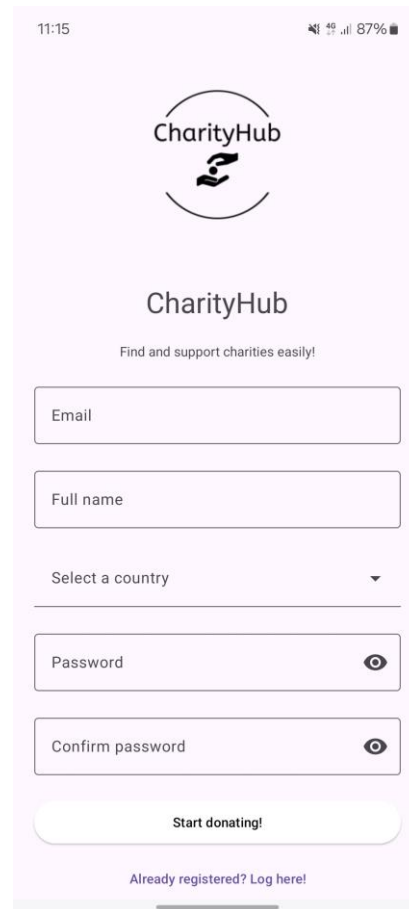 11:15 4G 87%
CharityHub
CharityHub
Find and support charities easily!
Email
Full name
Select a country
Password
Confirm password
Start donating!
Already registered? Log here!